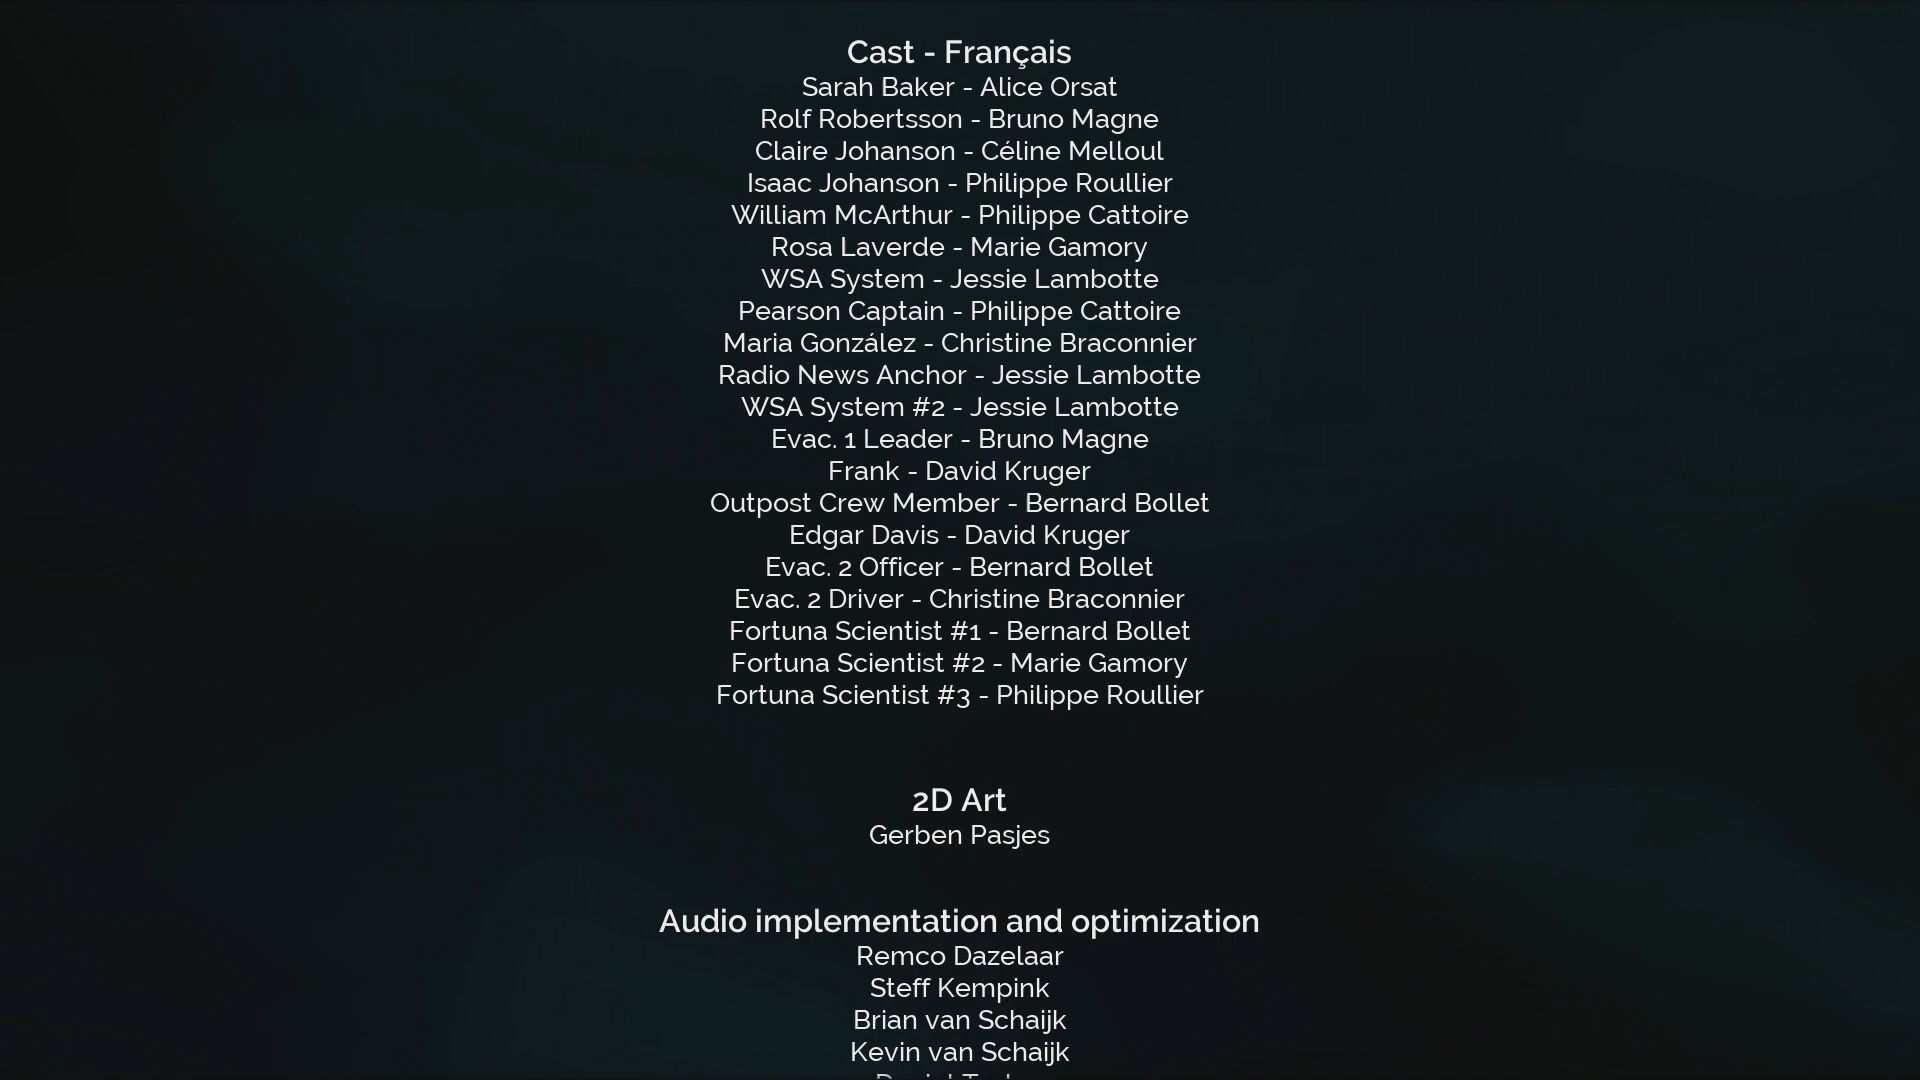 Cast - Français
Sarah Baker - Alice Orsat
Rolf Robertsson - Bruno Magne
Claire Johanson - Céline Melloul
Isaac Johanson - Philippe Roullier
William McArthur - Philippe Cattoire
Rosa Laverde - Marie Gamory
WSA System - Jessie Lambotte
Pearson Captain - Philippe Cattoire
Maria González - Christine Braconnier
Radio News Anchor - Jessie Lambotte
WSA System #2 - Jessie Lambotte
Evac. 1 Leader - Bruno Magne
Frank - David Kruger
Outpost Crew Member - Bernard Bollet
Edgar Davis - David Kruger
Evac. 2 Officer - Bernard Bollet
Evac. 2 Driver - Christine Braconnier
Fortuna Scientist #1 - Bernard Bollet
Fortuna Scientist #2 - Marie Gamory
Fortuna Scientist #3 - Philippe Roullier
2D Art
Gerben Pasjes
Audio implementation and optimization
Remco Dazelaar
Steff Kempink
Brian van Schaijk
Kevin van Schaijk